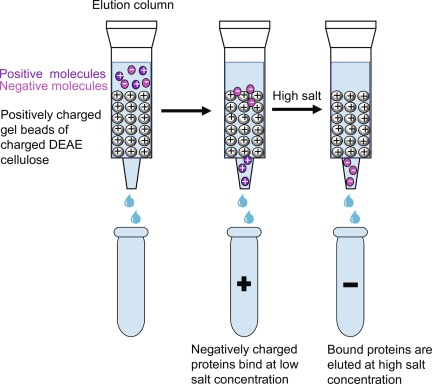 Elution column
Positive molecules
Negative molecules
Positively charged
gel beads of
charged DEAE
cellulose
High salt
+
−
Negatively charged
proteins bind at low
salt concentration
Bound proteins are
eluted at high salt
concentration